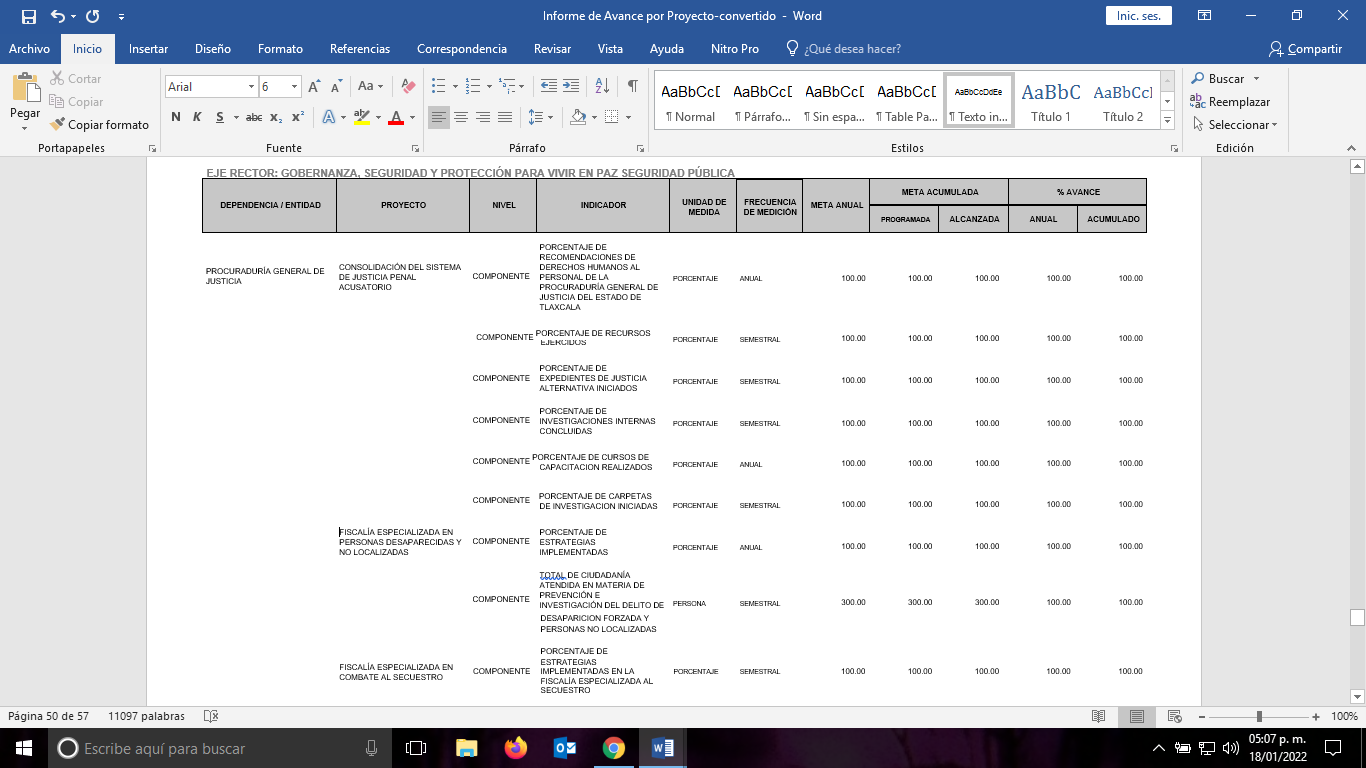 Informe de Avance por Proyecto-convertido - Word
Inic. ses.
Archivo Inicio Insertar Diseño Formato Referencias Correspondencia Revisar Vista Ayuda Nitro Pro ¿Qué desea hacer? Compartir
Pegar
Cortar
Copiar
Copiar formato
Portapapeles
Arial 6
N K S abc x₂ x²
Fuente
Párrafo
AaBbCcI AaBbCcD AaBbCcD AaBbCcD AaBbCcDdEe AaBbC AaBbCcI
¶ Normal ¶ Párrafo... ¶ Sin espa... ¶ Table Pa... ¶ Texto in... Título 1 Título 2
Estilos
Buscar
Reemplazar
Seleccionar
Edición
EJE RECTOR: GOBERNANZA, SEGURIDAD Y PROTECCIÓN PARA VIVIR EN PAZ SEGURIDAD PÚBLICA
DEPENDENCIA / ENTIDAD PROYECTO NIVEL INDICADOR UNIDAD DE MEDIDA FRECUENCIA DE MEDICIÓN META ANUAL META ACUMULADA % AVANCE
PROGRAMADA ALCANZADA ANUAL ACUMULADO
PROCURADURÍA GENERAL DE
JUSTICIA
CONSOLIDACIÓN DEL SISTEMA
DE JUSTICIA PENAL
ACUSATORIO
COMPONENTE
PORCENTAJE DE
RECOMENDACIONES DE
DERECHOS HUMANOS AL
PERSONAL DE LA
PROCURADURÍA GENERAL DE
JUSTICIA DEL ESTADO DE
TLAXCALA
PORCENTAJE ANUAL 100.00 100.00 100.00 100.00 100.00
COMPONENTE PORCENTAJE DE RECURSOS
EJERCIDOS
PORCENTAJE SEMESTRAL 100.00 100.00 100.00 100.00 100.00
COMPONENTE
PORCENTAJE DE
EXPEDIENTES DE JUSTICIA
ALTERNATIVA INICIADOS
PORCENTAJE SEMESTRAL 100.00 100.00 100.00 100.00 100.00
COMPONENTE
PORCENTAJE DE
INVESTIGACIONES INTERNAS
CONCLUIDAS
PORCENTAJE SEMESTRAL 100.00 100.00 100.00 100.00 100.00
COMPONENTE PORCENTAJE DE CURSOS DE
CAPACITACION REALIZADOS
PORCENTAJE ANUAL 100.00 100.00 100.00 100.00 100.00
COMPONENTE
PORCENTAJE DE CARPETAS
DE INVESTIGACION INICIADAS
PORCENTAJE SEMESTRAL 100.00 100.00 100.00 100.00 100.00
FISCALÍA ESPECIALIZADA EN
PERSONAS DESAPARECIDAS Y
NO LOCALIZADAS
COMPONENTE
PORCENTAJE DE
ESTRATEGIAS
IMPLEMENTADAS
PORCENTAJE ANUAL 100.00 100.00 100.00 100.00 100.00
COMPONENTE
TOTAL DE CIUDADANÍA
ATENDIDA EN MATERIA DE
PREVENCIÓN E
INVESTIGACIÓN DEL DELITO DE
DESAPARICION FORZADA Y
PERSONAS NO LOCALIZADAS
PERSONA SEMESTRAL 300.00 300.00 300.00 100.00 100.00
FISCALÍA ESPECIALIZADA EN
COMBATE AL SECUESTRO
COMPONENTE
PORCENTAJE DE
ESTRATEGIAS
IMPLEMENTADAS EN LA
FISCALÍA ESPECIALIZADA AL
SECUESTRO
PORCENTAJE SEMESTRAL 100.00 100.00 100.00 100.00 100.00
Página 50 de 57 11097 palabras 100%
Escribe aquí para buscar
05:07 p. m.
18/01/2022